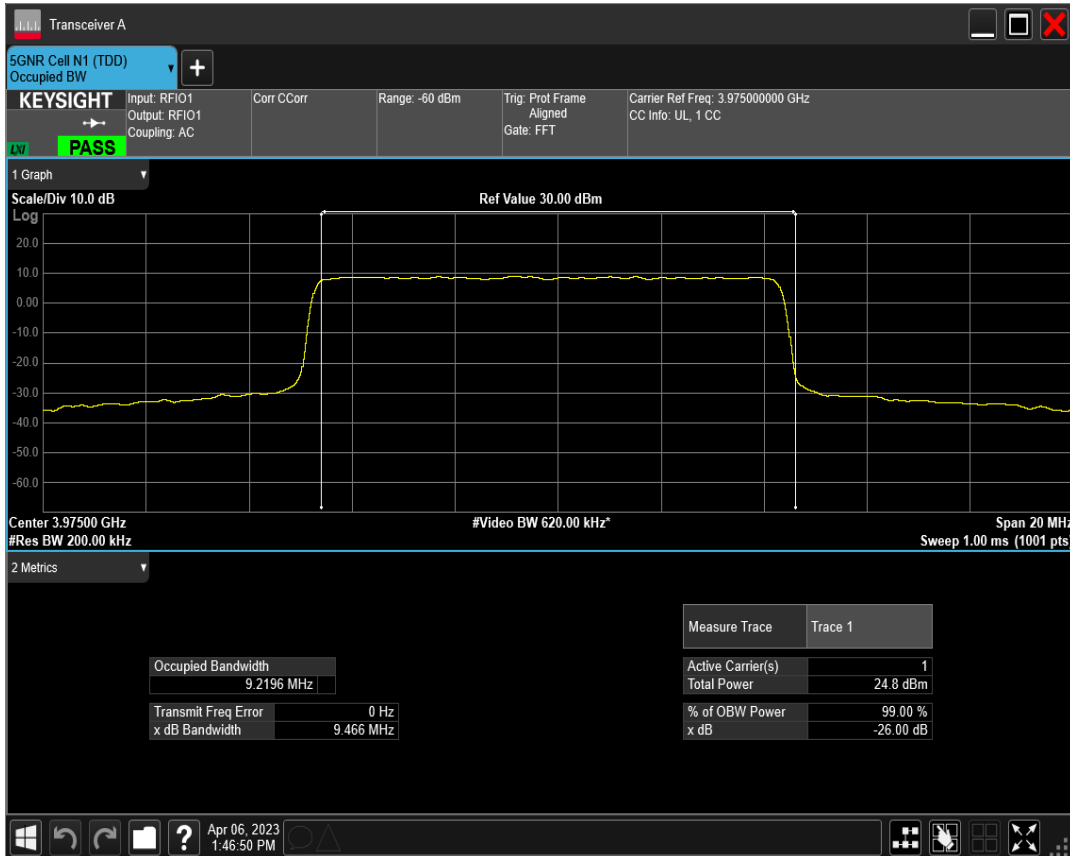 Transceiver A
5GNR Cell N1 (TDD)
Occupied BW
+
KEYSIGHT
LXI
PASS
Input: RFIO1
Output: RFIO1
Coupling: AC
Corr CCorr
Range: -60 dBm
Trig: Prot Frame
Aligned
Gate: FFT
Carrier Ref Freq: 3.975000000 GHz
CC Info: UL, 1 CC
1 Graph
Scale/Div 10.0 dB
Ref Value 30.00 dBm
Log
20.0
10.0
0.00
-10.0
-20.0
-30.0
-40.0
-50.0
-60.0
Center 3.97500 GHz
#Video BW 620.00 kHz*
Span 20 MHz
#Res BW 200.00 kHz
Sweep 1.00 ms (1001 pts)
2 Metrics
Measure Trace Trace 1
Occupied Bandwidth
9.2196 MHz
Active Carrier(s) 1
Total Power 24.8 dBm
Transmit Freq Error 0 Hz
x dB Bandwidth 9.466 MHz
% of OBW Power 99.00 %
x dB -26.00 dB
?
Apr 06, 2023
1:46:50 PM